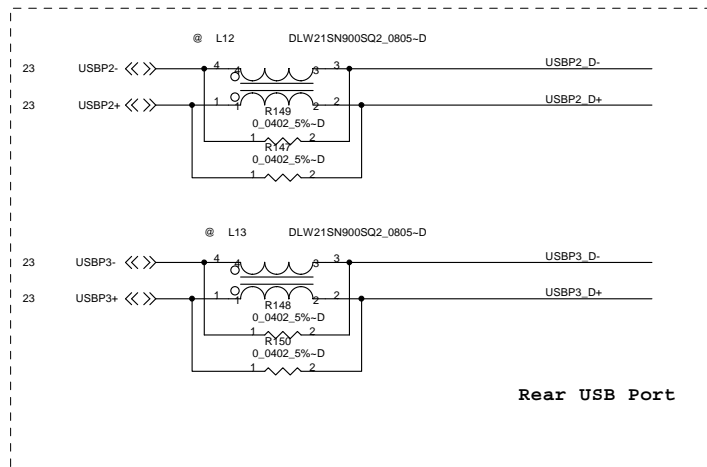 @ L12 DLW21SN900SQ2_0805~D
23 USBP2- 4 4 3 3 USBP2_D-
23 USBP2+ 1 1 2 2 USBP2_D+
R149
0_0402_5%~D
1 2
R147
0_0402_5%~D
1 2
@ L13 DLW21SN900SQ2_0805~D
23 USBP3- 4 4 3 3 USBP3_D-
23 USBP3+ 1 1 2 2 USBP3_D+
R148
0_0402_5%~D
1 2
R150
0_0402_5%~D
1 2
Rear USB Port